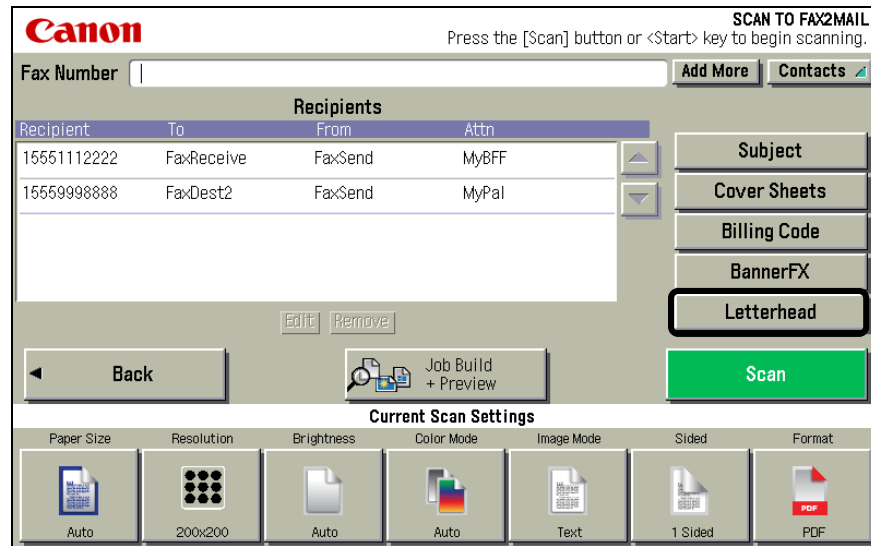 Canon
SCAN TO FAX2MAIL
Press the [Scan] button or <Start> key to begin scanning.
Fax Number
Add More
Contacts
Recipients
Recipient To From Attn
15551112222 FaxReceive FaxSend MyBFF
15559998888 FaxDest2 FaxSend MyPal
Subject
Cover Sheets
Billing Code
BannerFX
Letterhead
Edit Remove
Back
Job Build
+ Preview
Scan
Current Scan Settings
Paper Size Resolution Brightness Color Mode Image Mode Sided Format
PDF
Auto 200x200 Auto Auto Text 1 Sided PDF